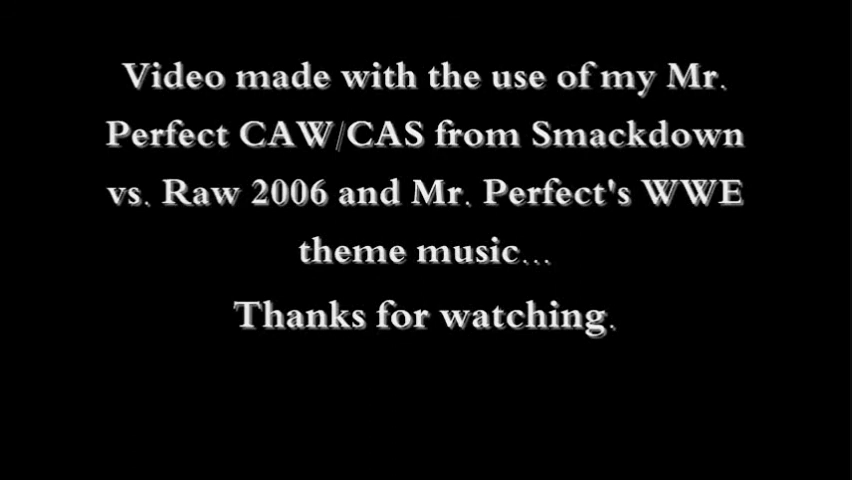 Video made with the use of my Mr.
Perfect CAW/CAS from Smackdown
vs. Raw 2006 and Mr. Perfect's WWE
theme music...
Thanks for watching.